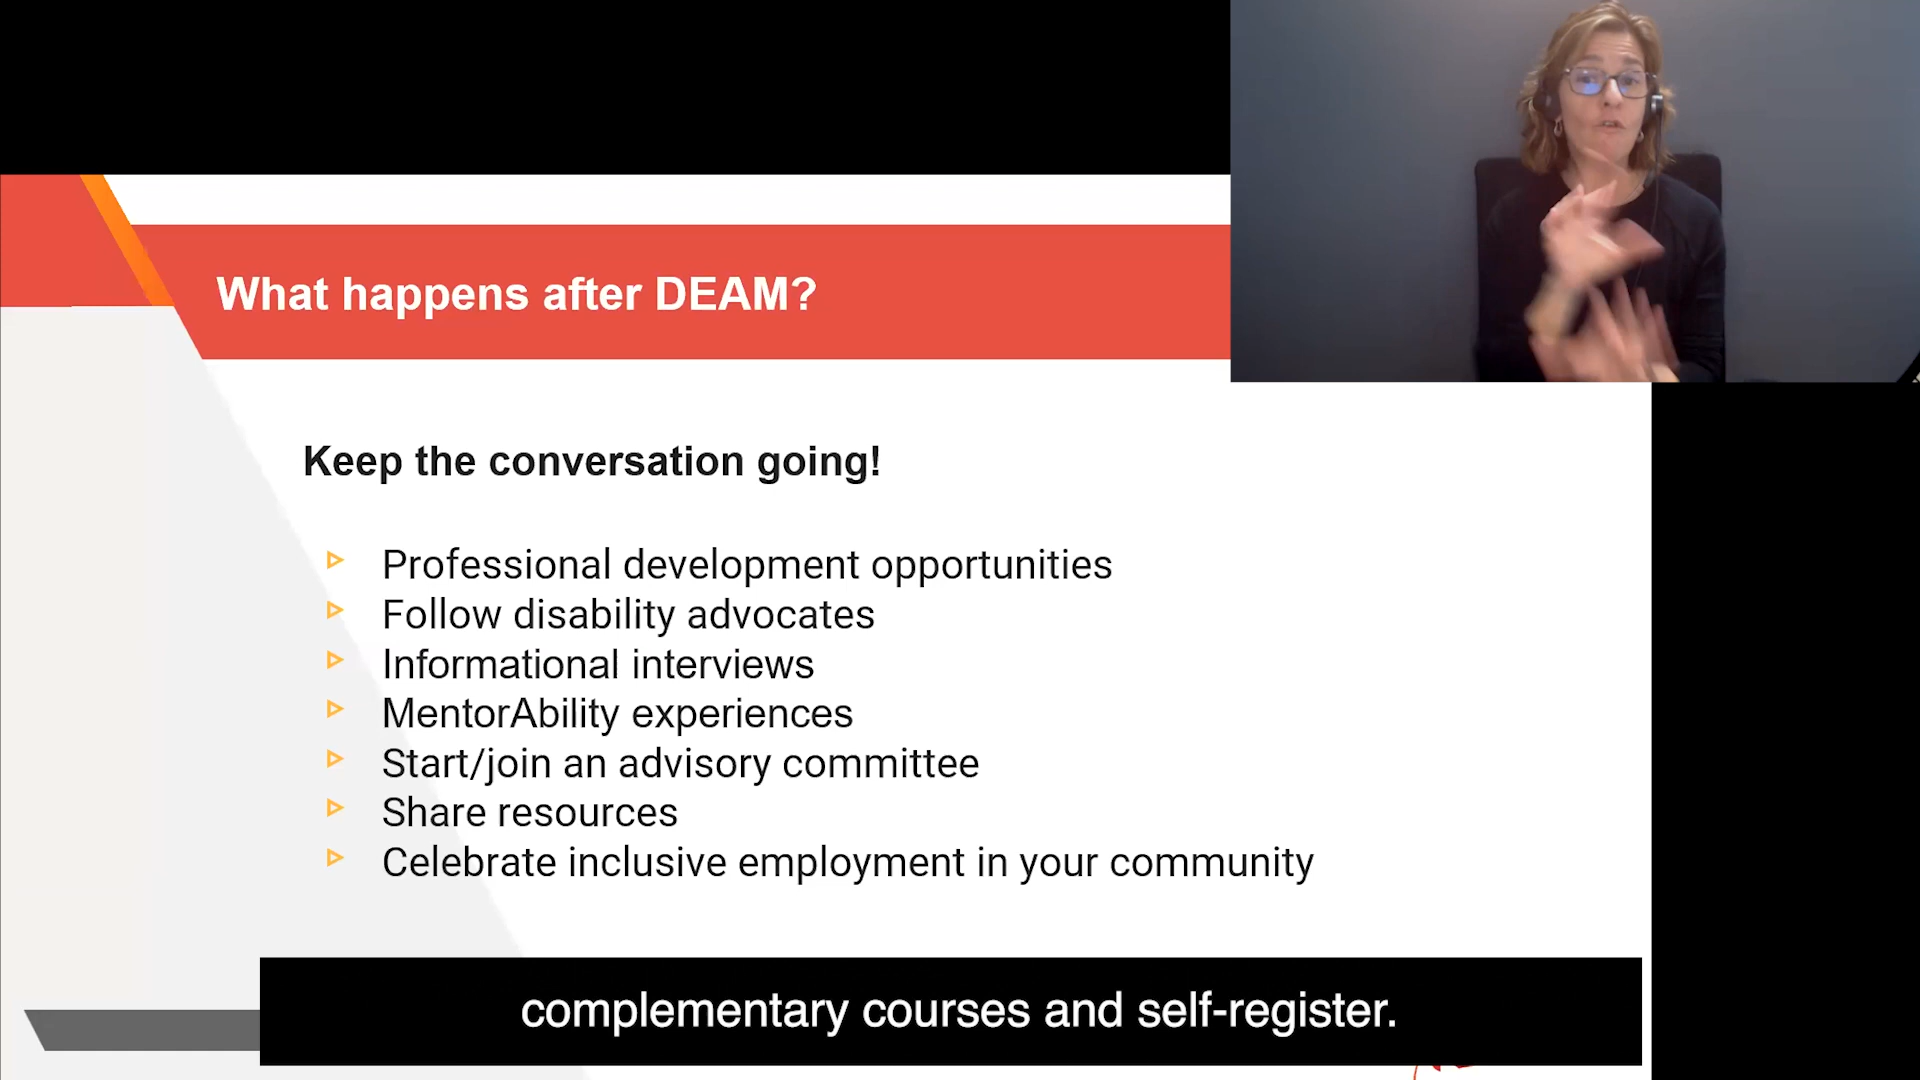 What happens after DEAM?
Keep the conversation going!
Professional development opportunities
Follow disability advocates
Informational interviews
MentorAbility experiences
Start/join an advisory committee
Share resources
Celebrate inclusive employment in your community
complementary courses and self-register.